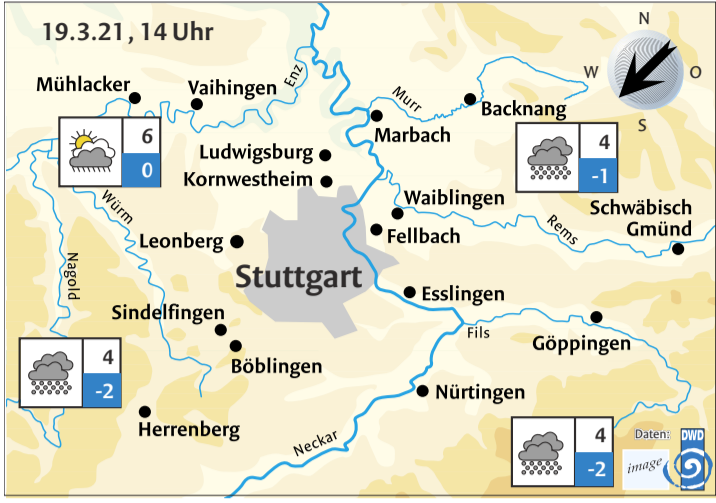 19.3.21, 14 Uhr
N
W
O
S
Mühlacker
Vaihingen
Enz
Murr
Backnang
Marbach
6
0
4
-1
Ludwigsburg
Kornwestheim
Waiblingen
Würm
Rems
Schwäbisch
Gmünd
Leonberg
Fellbach
Nagold
Stuttgart
Esslingen
Sindelfingen
Fils
Göppingen
4
-2
Böblingen
Nürtingen
Herrenberg
Neckar
4
-2
Daten:
DWD
image